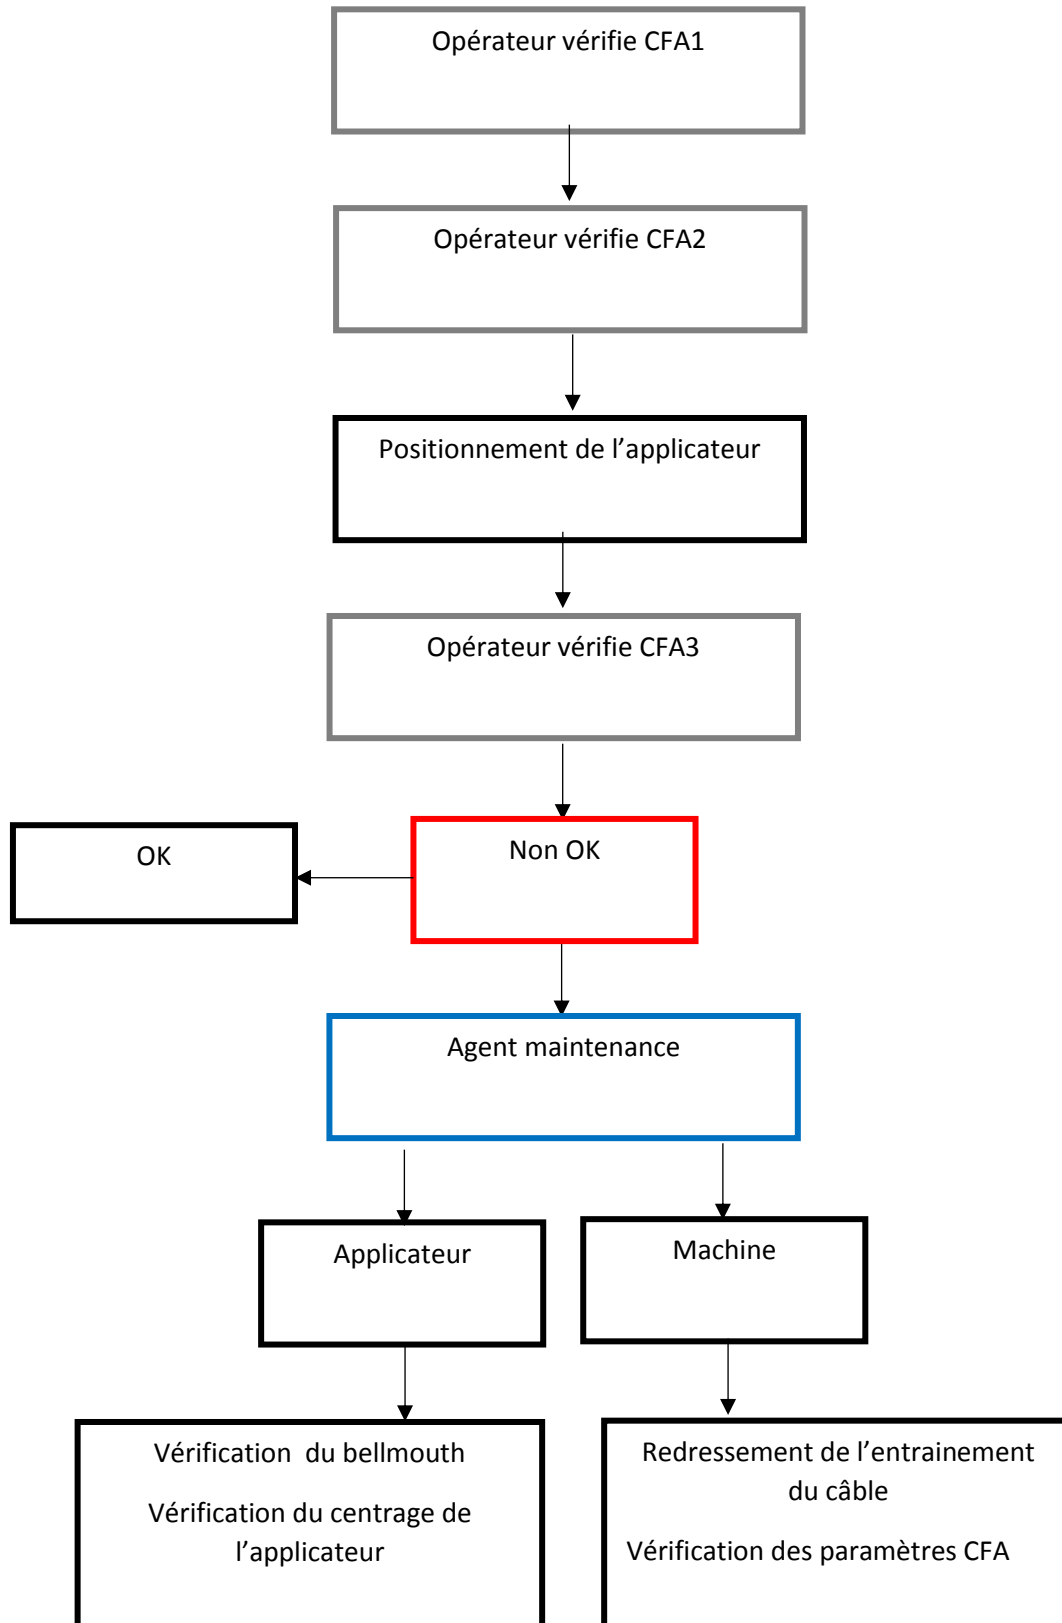 Opérateur vérifie CFA1
Opérateur vérifie CFA2
Positionnement de l’applicateur
Opérateur vérifie CFA3
OK
Non OK
Agent maintenance
Applicateur
Machine
Vérification du bellmouth
Vérification du centrage de
l’applicateur
Redressement de l’entrainement
du câble
Vérification des paramètres CFA